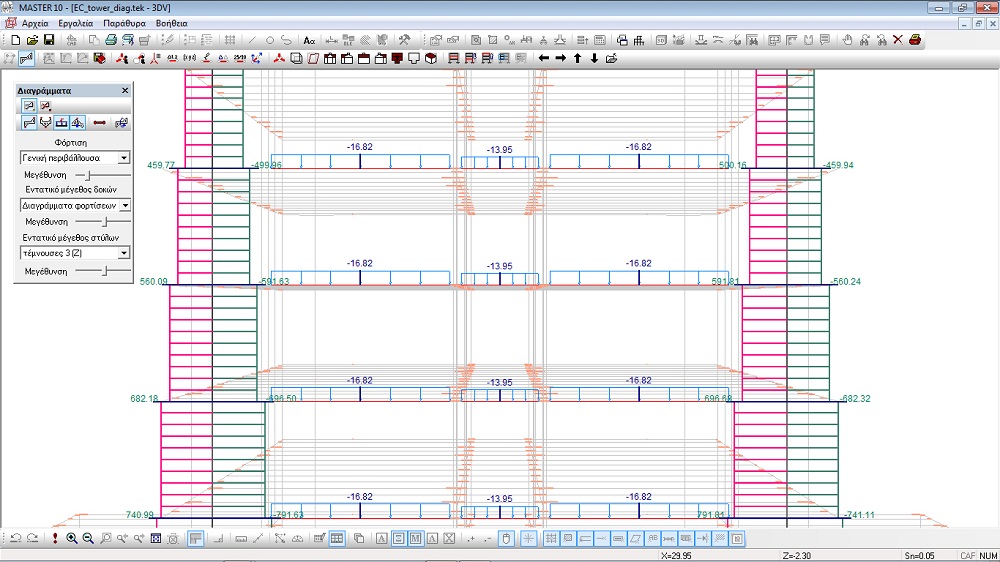 MASTER 10 - [EC_tower_diag.tek - 3DV]
Αρχεία Εργαλεία Παράθυρα Βοήθεια
Διαγράμματα
Φόρτιση
Γενική περιβάλλουσα
Μεγέθυνση
Εντατικό μέγεθος δοκών
Διαγράμματα φορτίσεων
Μεγέθυνση
Εντατικό μέγεθος στύλων
τέμνουσες 3 (Z)
Μεγέθυνση
-16.82 -13.95 -16.82
459.77 -499.96 500.16 -459.94
-16.82 -13.95 -16.82
560.09 -591.63 591.81 -560.24
-16.82 -13.95 -16.82
682.18 -696.50 696.68 -682.32
-16.82 -13.95 -16.82
740.99 -791.63 791.81 -741.11
X=29.95 Z=-2.30 Sn=0.05 CAF NUM